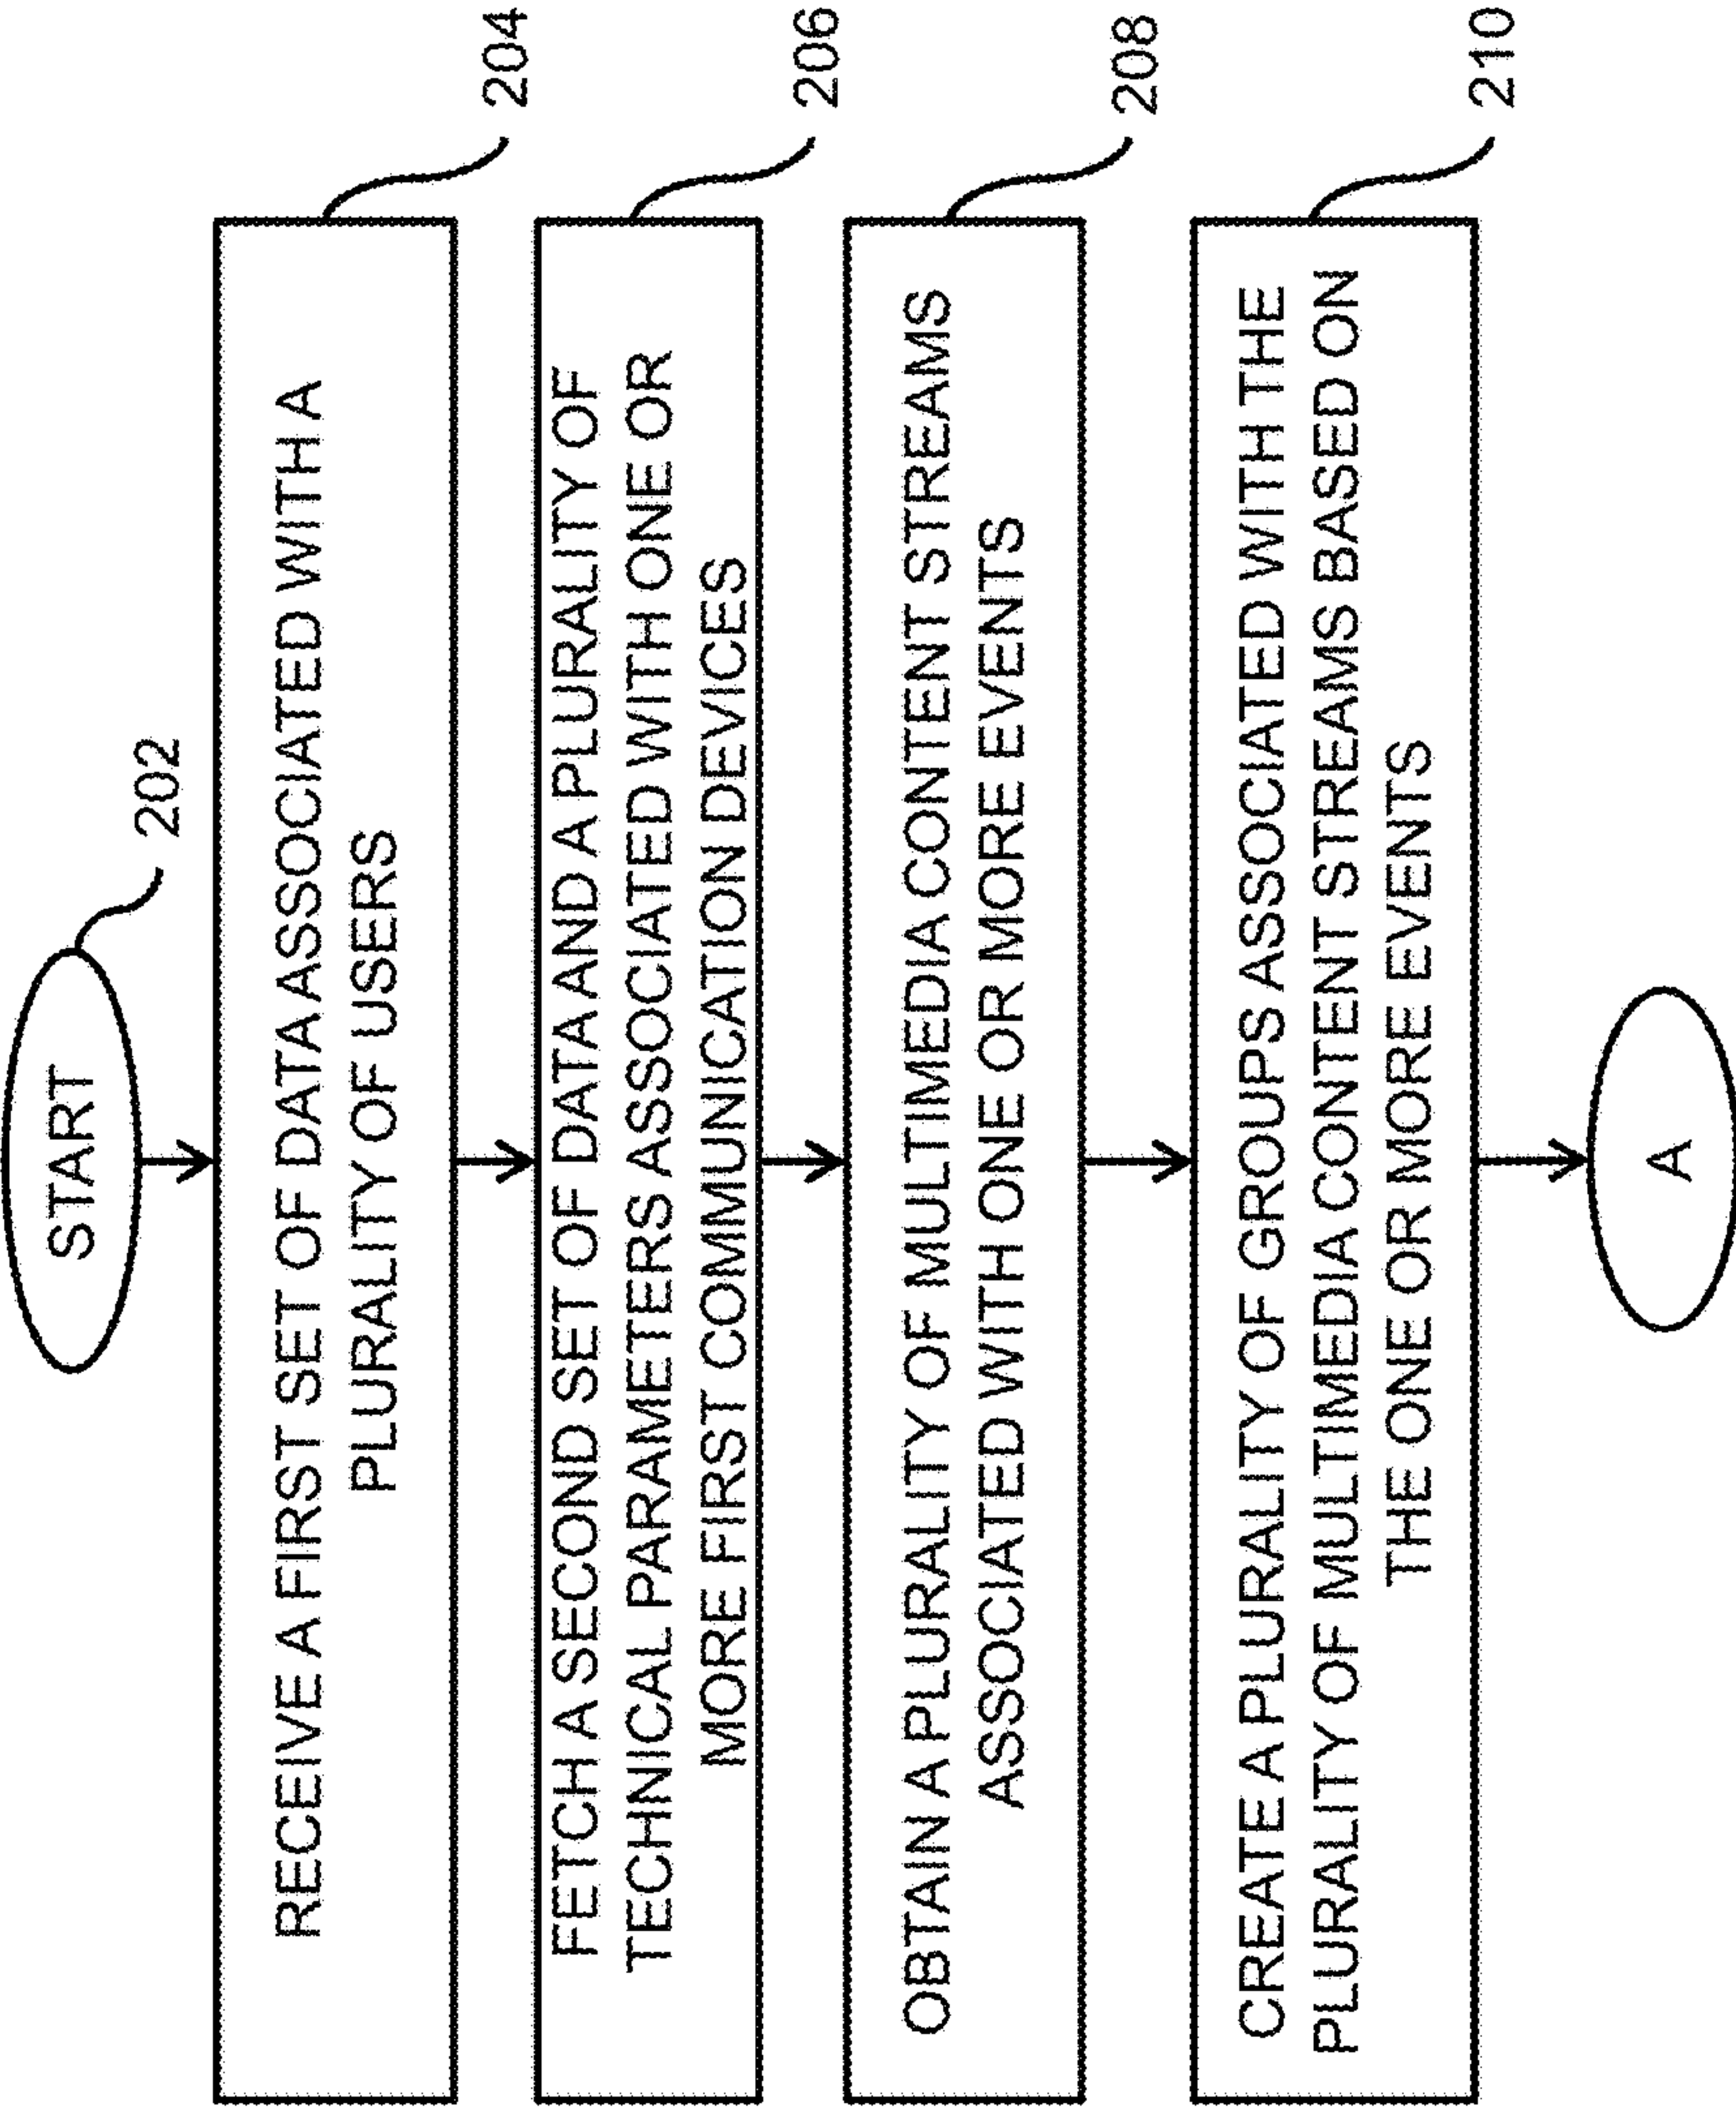 START
202
RECEIVE A FIRST SET OF DATA ASSOCIATED WITH A
PLURALITY OF USERS
204
FETCH A SECOND SET OF DATA AND A PLURALITY OF
TECHNICAL PARAMETERS ASSOCIATED WITH ONE OR
MORE FIRST COMMUNICATION DEVICES
206
OBTAIN A PLURALITY OF MULTIMEDIA CONTENT STREAMS
ASSOCIATED WITH ONE OR MORE EVENTS
208
CREATE A PLURALITY OF GROUPS ASSOCIATED WITH THE
PLURALITY OF MULTIMEDIA CONTENT STREAMS BASED ON
THE ONE OR MORE EVENTS
210
A